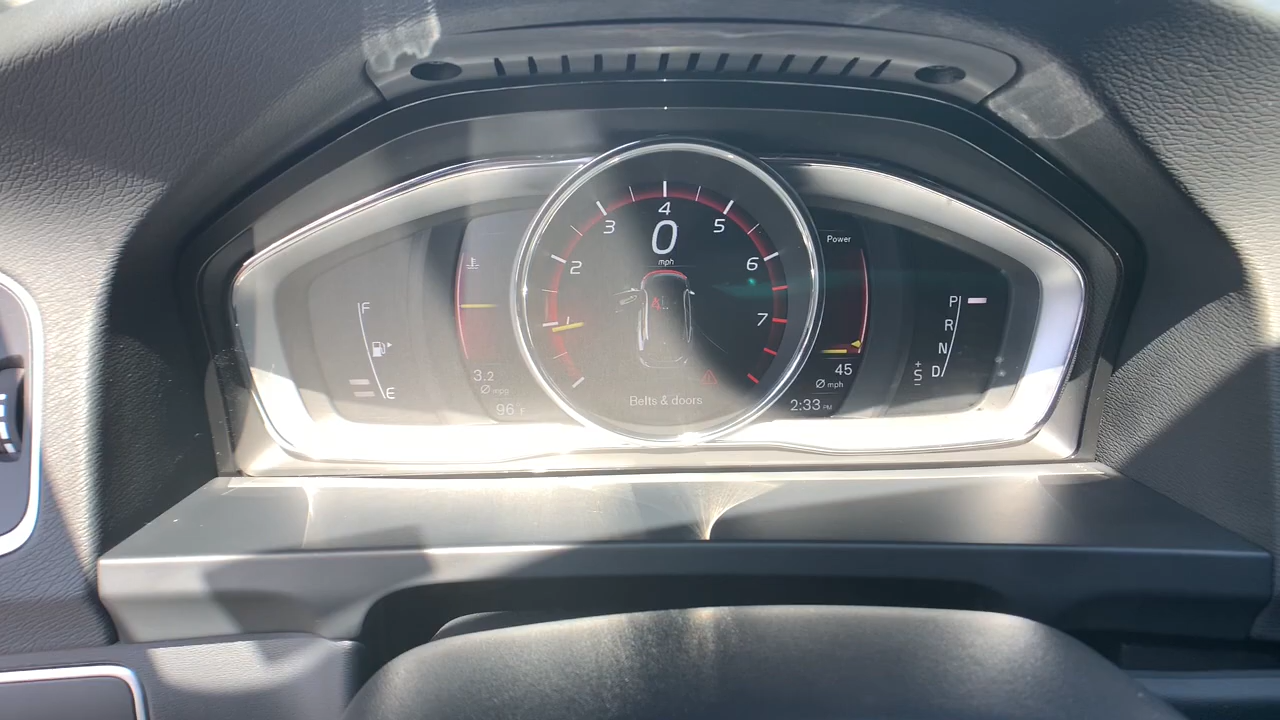 F
E
3.2
Ø mpg
96 F
2
3
4
5
6
7
0
mph
Belts & doors
Power
45
Ø mph
2:33 PM
P
R
N
D
+
S
−